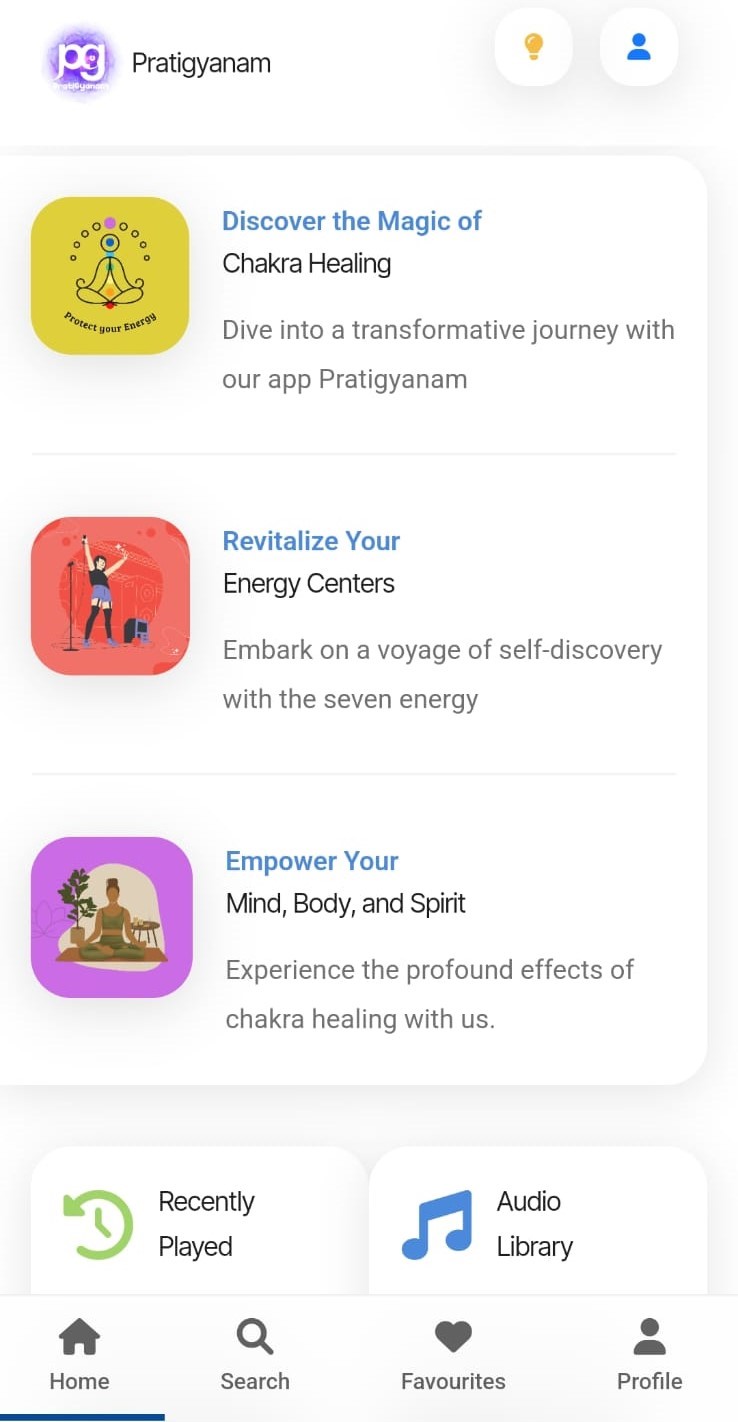 pg
PratiGyanam
Pratigyanam
Discover the Magic of
Chakra Healing
Protect your Energy
Dive into a transformative journey with
our app Pratigyanam
Revitalize Your
Energy Centers
Embark on a voyage of self-discovery
with the seven energy
Empower Your
Mind, Body, and Spirit
Experience the profound effects of
chakra healing with us.
Recently
Played
Audio
Library
Home
Search
Favourites
Profile